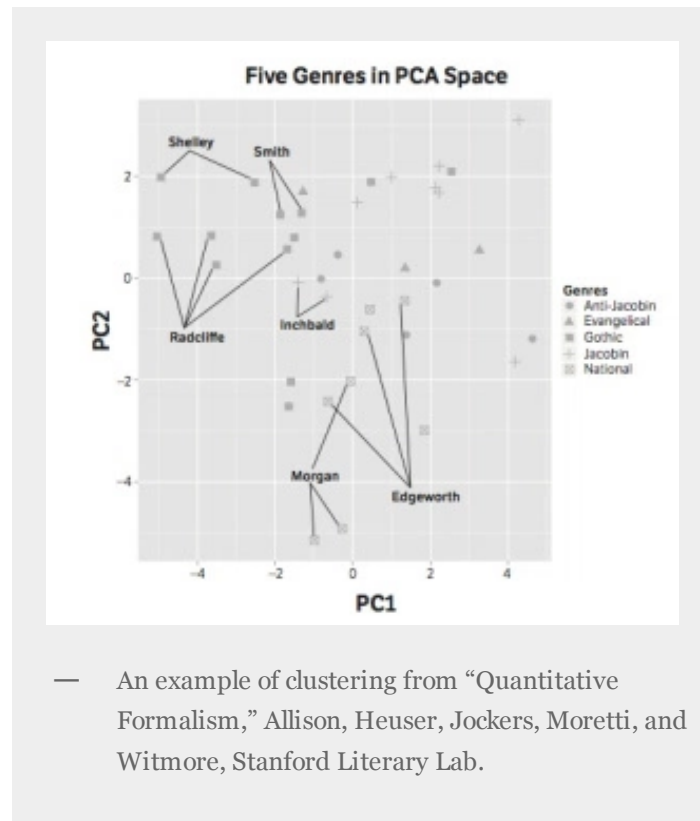 Five Genres in PCA Space
Shelley
Smith
2
0
−2
−4
PC2
Radcliffe
Inchbald
Morgan
Edgeworth
Genres
Anti-Jacobin
Evangelical
Gothic
Jacobin
National
−4
−2
0
2
4
PC1
— An example of clustering from “Quantitative
Formalism,” Allison, Heuser, Jockers, Moretti, and
Witmore, Stanford Literary Lab.